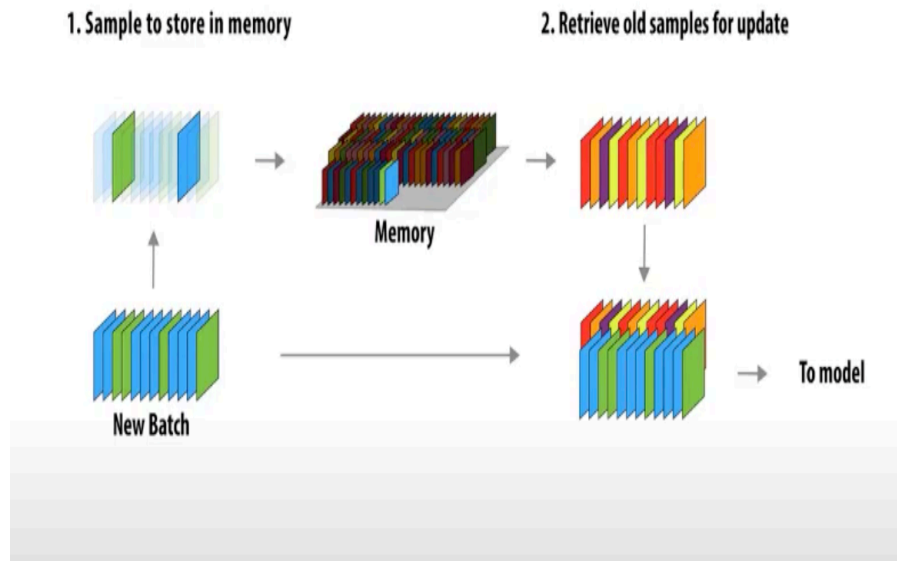 1. Sample to store in memory
2. Retrieve old samples for update
Memory
New Batch
To model